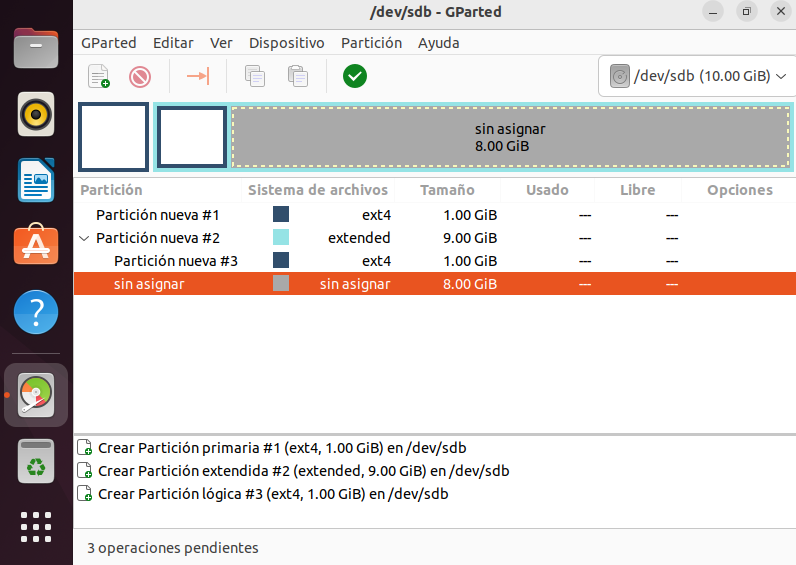 /dev/sdb - GParted
GParted Editar Ver Dispositivo Partición Ayuda
/dev/sdb (10.00 GiB)
sin asignar
8.00 GiB
Partición Sistema de archivos Tamaño Usado Libre Opciones
Partición nueva #1 ext4 1.00 GiB --- ---
Partición nueva #2 extended 9.00 GiB --- ---
Partición nueva #3 ext4 1.00 GiB --- ---
sin asignar sin asignar 8.00 GiB --- ---
Crear Partición primaria #1 (ext4, 1.00 GiB) en /dev/sdb
Crear Partición extendida #2 (extended, 9.00 GiB) en /dev/sdb
Crear Partición lógica #3 (ext4, 1.00 GiB) en /dev/sdb
3 operaciones pendientes